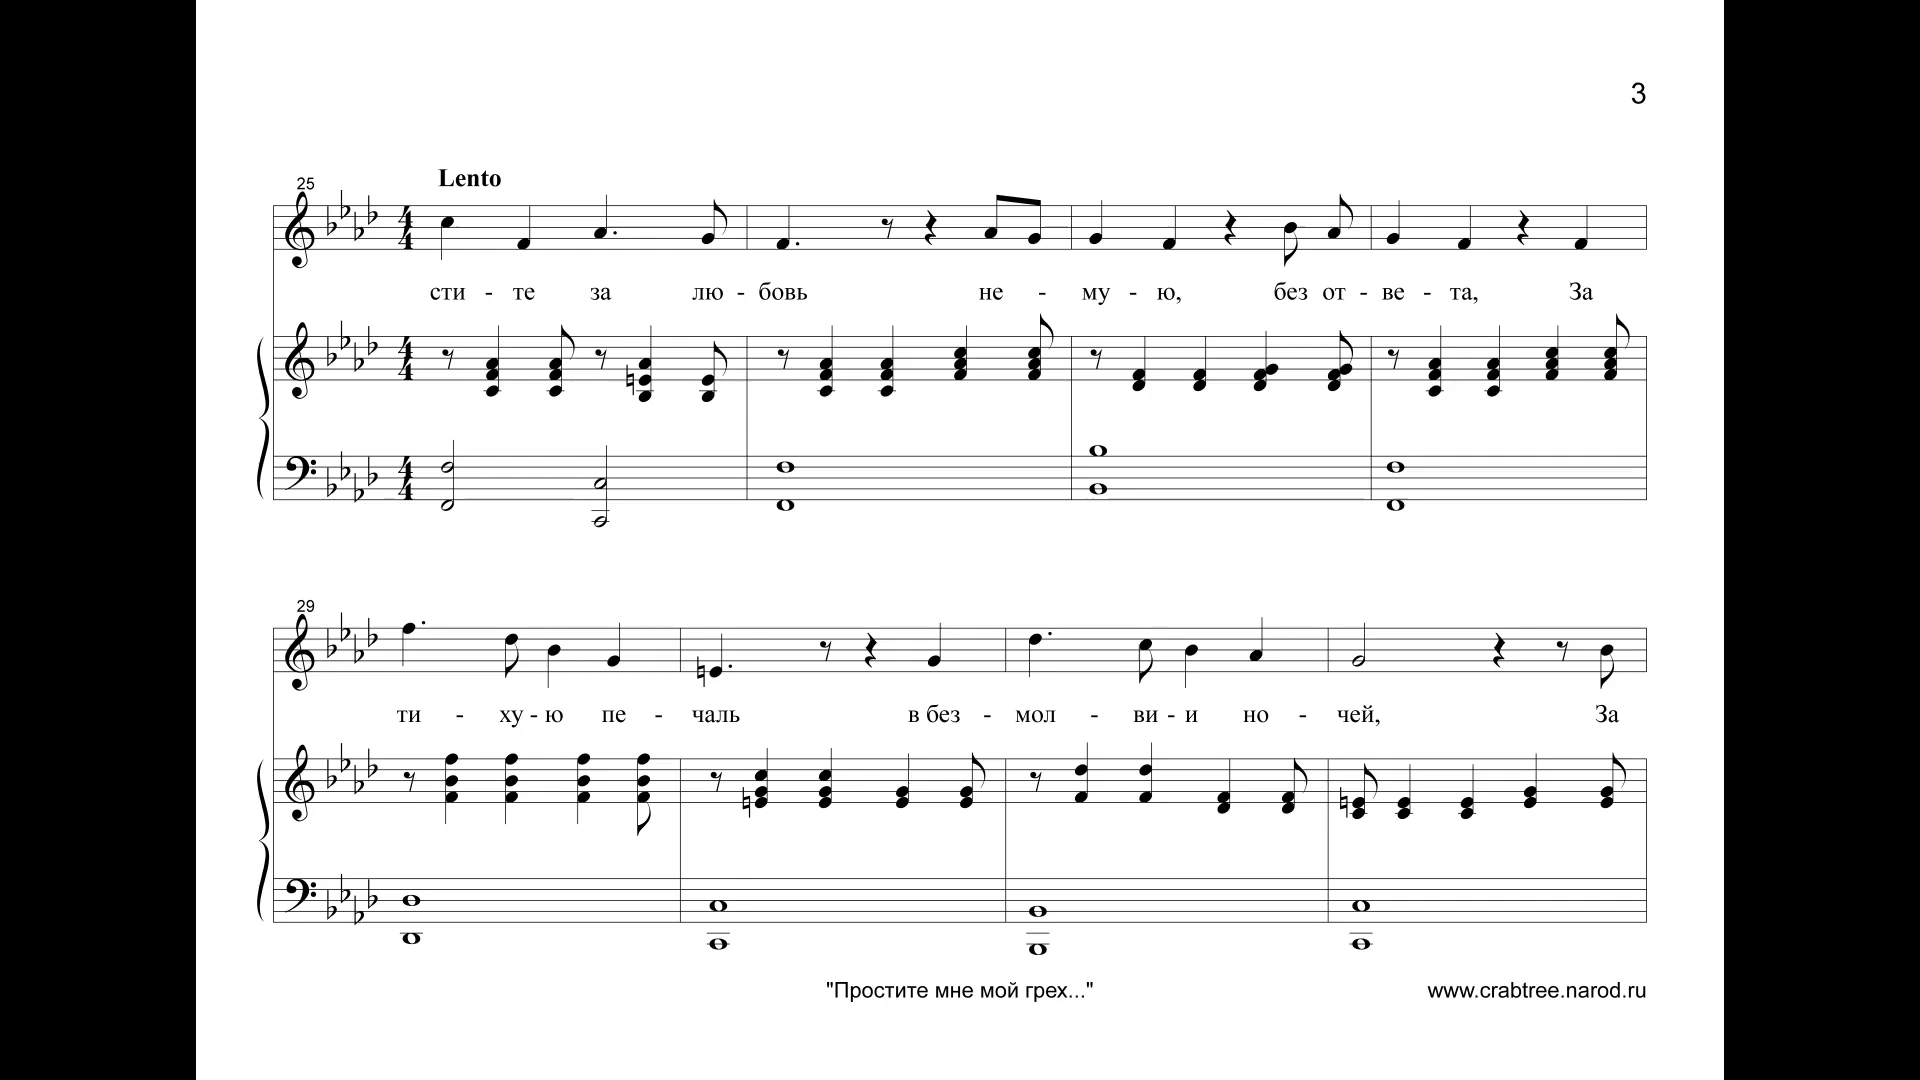 3
Lento
25
сти - те за лю - бовь не - му - ю, без от - ве - та, За
29
ти - ху - ю пе - чаль в без - мол - ви - и но - чей, За
"Простите мне мой грех..." www.crabtree.narod.ru